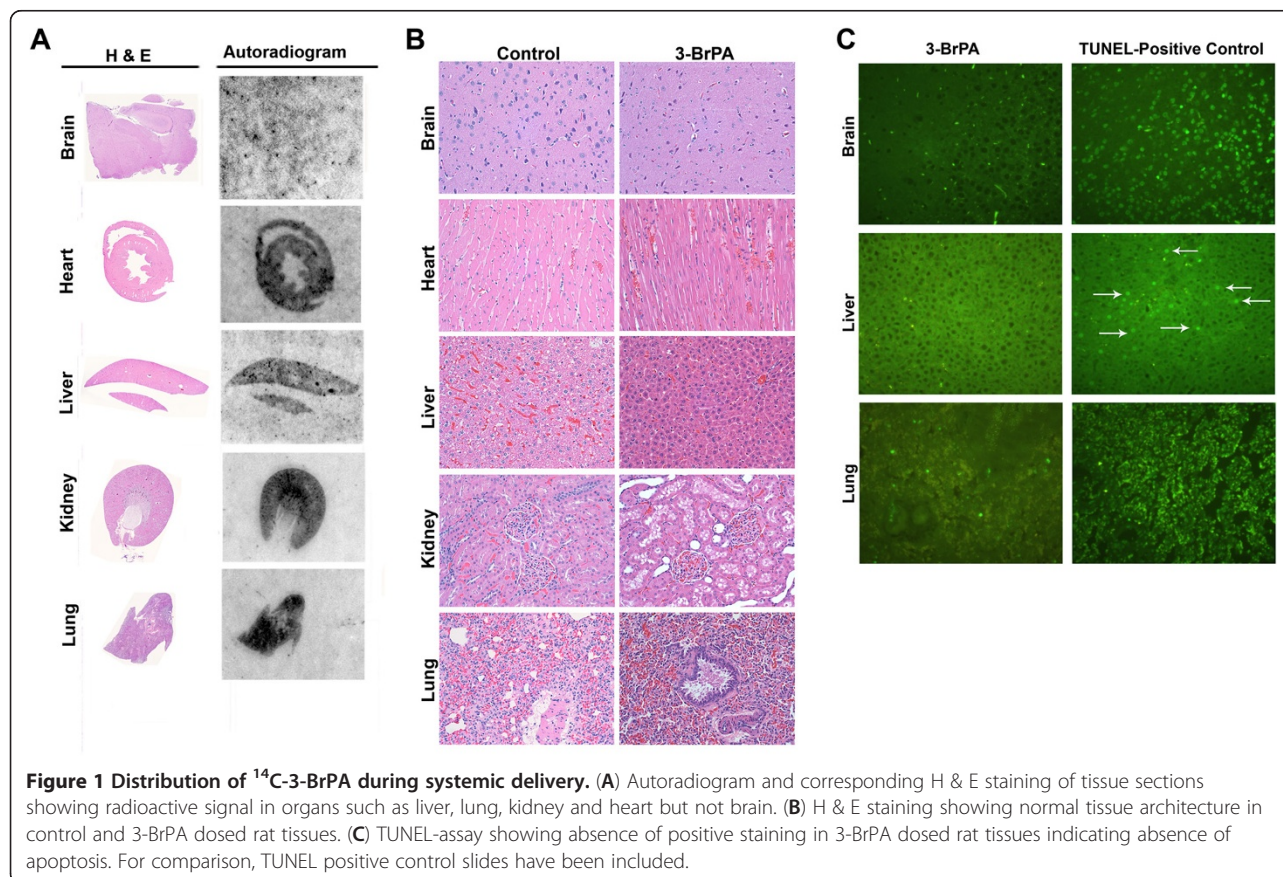 A
H & E Autoradiogram
Brain
Heart
Liver
Kidney
Lung
B
Control 3-BrPA
Brain
Heart
Liver
Kidney
Lung
C
3-BrPA TUNEL-Positive Control
Brain
Liver
Lung
Figure 1 Distribution of ¹⁴C-3-BrPA during systemic delivery. (A) Autoradiogram and corresponding H & E staining of tissue sections
showing radioactive signal in organs such as liver, lung, kidney and heart but not brain. (B) H & E staining showing normal tissue architecture in
control and 3-BrPA dosed rat tissues. (C) TUNEL-assay showing absence of positive staining in 3-BrPA dosed rat tissues indicating absence of
apoptosis. For comparison, TUNEL positive control slides have been included.